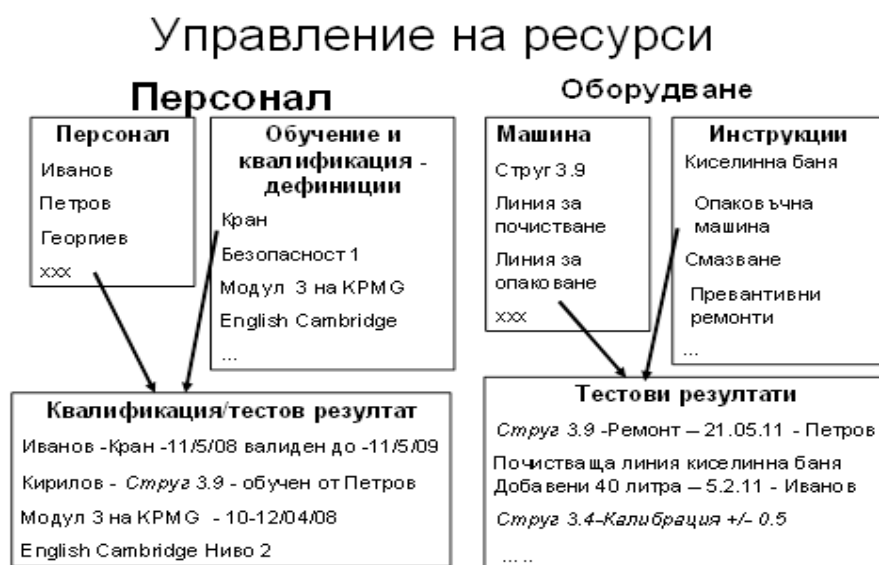 Управление на ресурси
Персонал
Оборудване
Персонал
Иванов
Петров
Георгиев
xxx
Обучение и
квалификация -
дефиниции
Кран
Безопасност 1
Модул 3 на KPMG
English Cambridge
...
Машина
Струг 3.9
Линия за
почистване
Линия за
опаковане
xxx
Инструкции
Киселинна баня
Опаковъчна
машина
Смазване
Превантивни
ремонти
...
Квалификация/тестов резултат
Иванов -Кран -11/5/08 валиден до -11/5/09
Кирилов - Струг 3.9 - обучен от Петров
Модул 3 на KPMG - 10-12/04/08
English Cambridge Ниво 2
Тестови резултати
Струг 3.9 -Ремонт – 21.05.11 - Петров
Почистваща линия киселинна баня
Добавени 40 литра – 5.2.11 - Иванов
Струг 3.4–Калибрация +/- 0.5
... ..